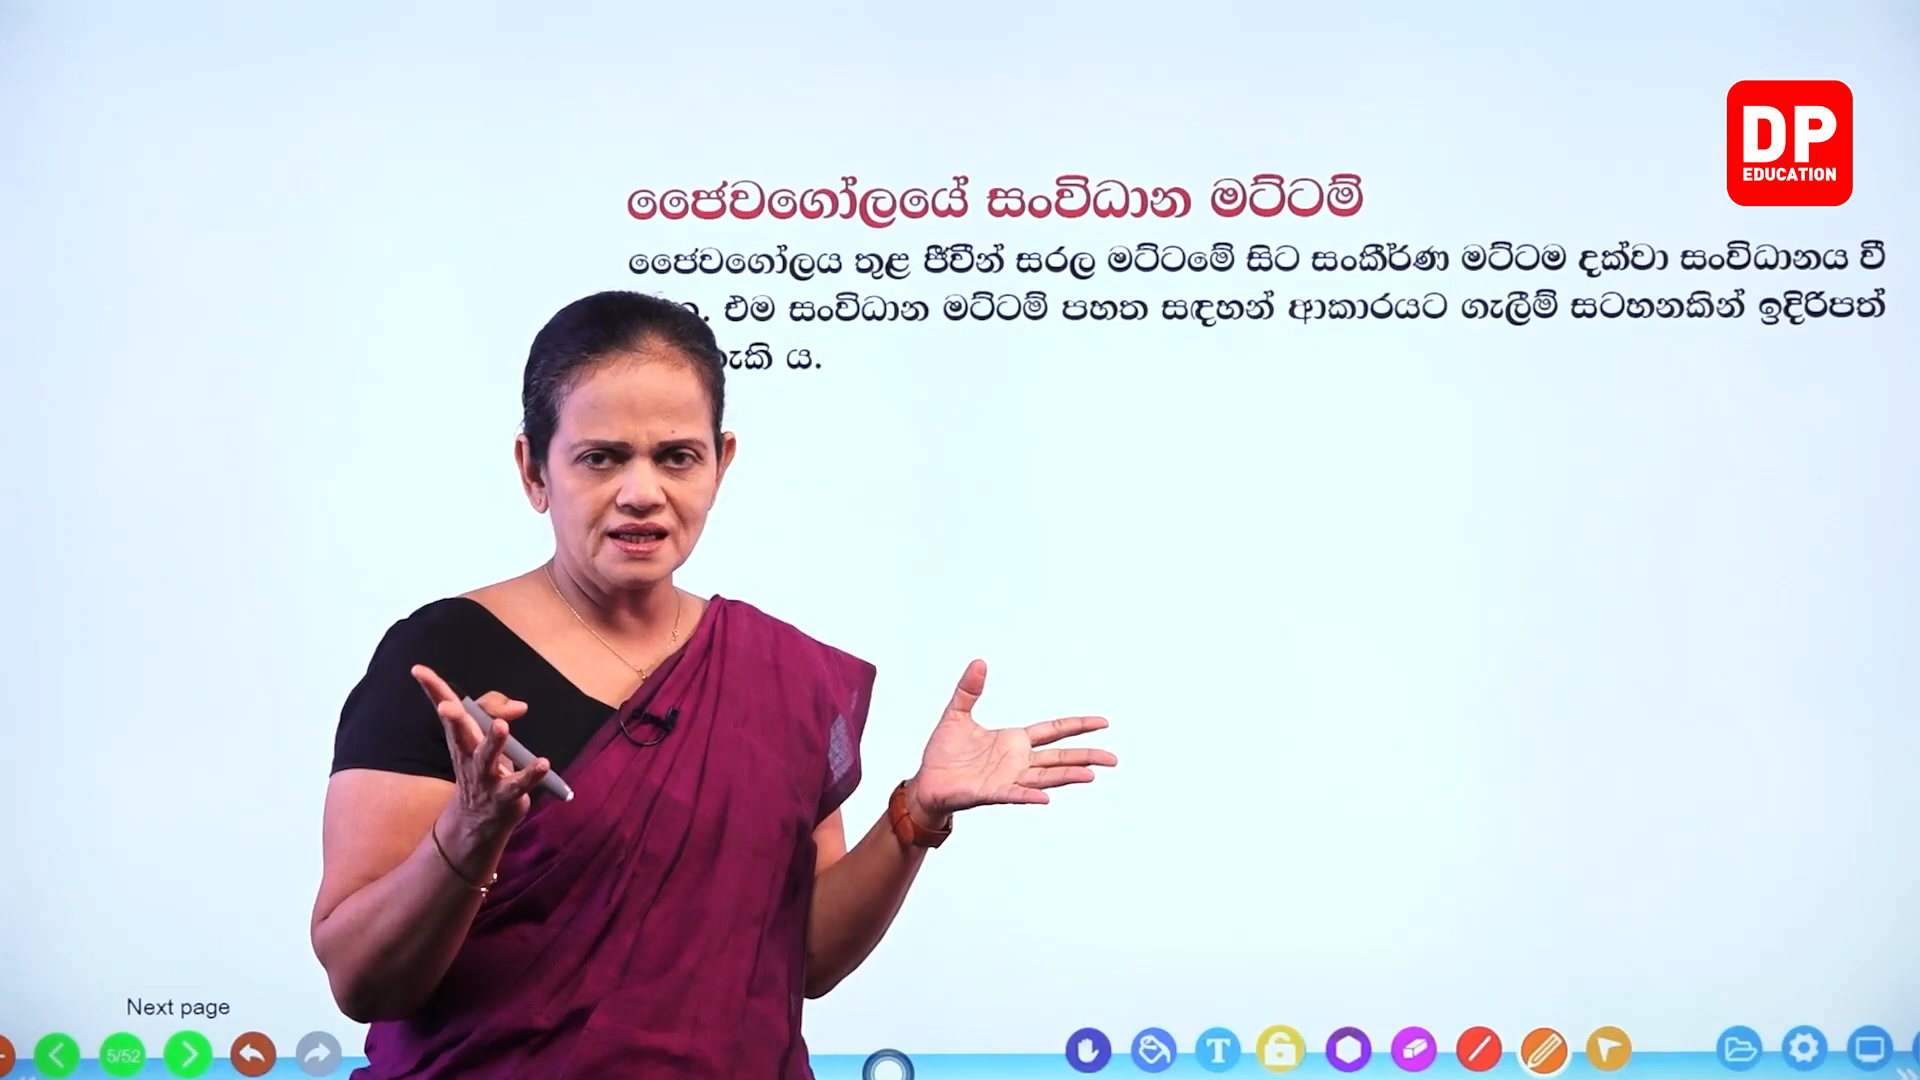 DP
EDUCATION
ජෛවගෝලයේ සංවිධාන මට්ටම්
ජෛවගෝලය තුළ ජීවීන් සරල මට්ටමේ සිට සංකීර්ණ මට්ටම දක්වා සංවිධානය වී
එම සංවිධාන මට්ටම් පහත සඳහන් ආකාරයට ගැලීම් සටහනකින් ඉදිරිපත්
ය.
Next page
5/52
T